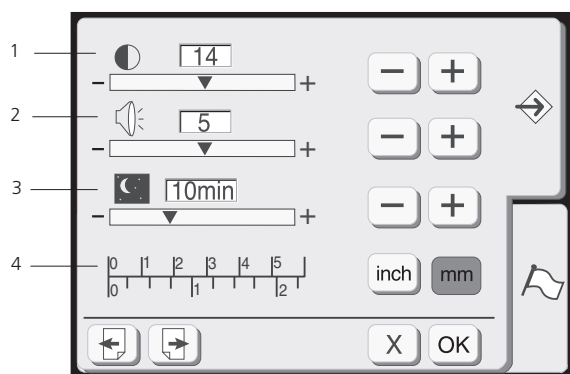 1 14
- +
- +
2 5
- +
- +
3 10min
- +
- +
4 0 1 2 3 4 5
0 1 2
inch mm
X OK